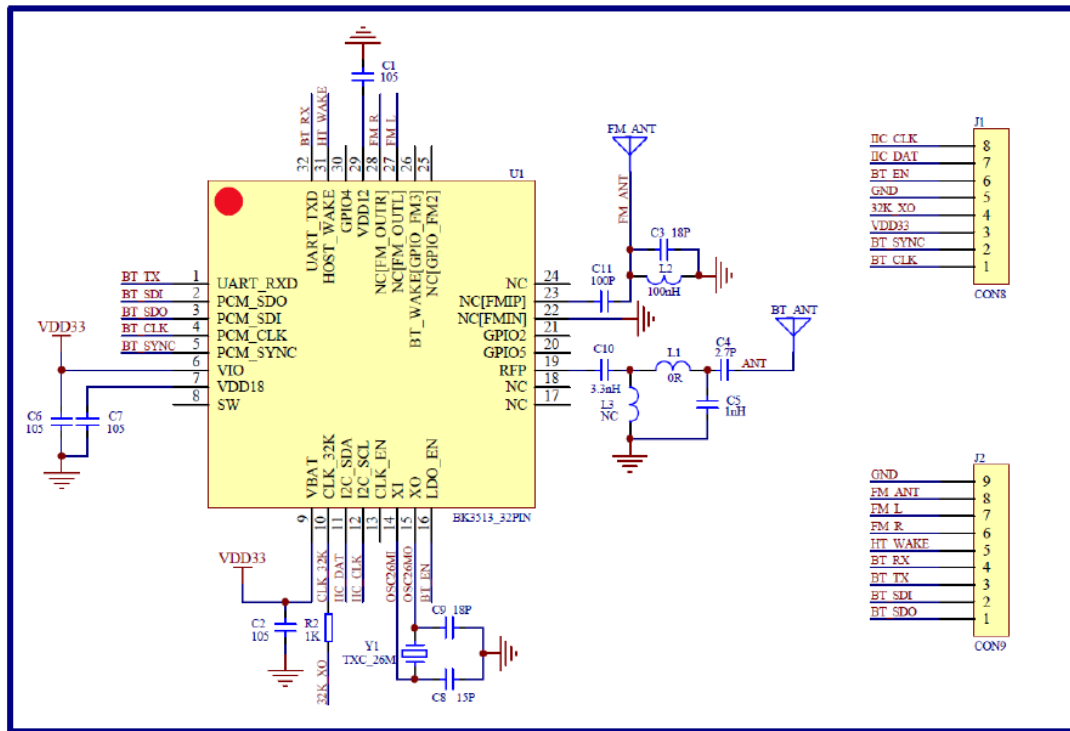 C1
105
BT_RX
HT_WAKE
FM_R
FM_L
32
31
30
29
28
27
26
25
U1
UART_TXD
HOST_WAKE
GPIO4
VDD12
NC[FM_OUTR]
NC[FM_OUTL]
BT_WAKE[GPIO_FM3]
NC[GPIO_FM2]
BT_TX 1 UART_RXD
BT_SDI 2 PCM_SDO
BT_SDO 3 PCM_SDI
BT_CLK 4 PCM_CLK
BT_SYNC 5 PCM_SYNC
6 VIO
7 VDD18
8 SW
VDD33
C6
105
C7
105
NC 24
NC[FMIP] 23
NC[FMIN] 22
GPIO2 21
GPIO5 20
RFP 19
NC 18
NC 17
FM_ANT
FM_ANT
C3 18P
L2
100nH
C11
100P
C10
3.3nH
L3
NC
L1
0R
C4
2.7P
ANT
C5
1nH
BT_ANT
VBAT
CLK_32K
I2C_SDA
I2C_SCL
CLK_EN
XI
XO
LDO_EN
BK3513_32PIN
9
10
11
12
13
14
15
16
CLK_32K
IIC_DAT
IIC_CLK
OSC26MI
OSC26MO
BT_EN
VDD33
C2
105
R2
1K
32K_XO
Y1
TXC_26M
C9 18P
C8 15P
J1
IIC_CLK 8
IIC_DAT 7
BT_EN 6
GND 5
32K_XO 4
VDD33 3
BT_SYNC 2
BT_CLK 1
CON8
J2
GND 9
FM_ANT 8
FM_L 7
FM_R 6
HT_WAKE 5
BT_RX 4
BT_TX 3
BT_SDI 2
BT_SDO 1
CON9